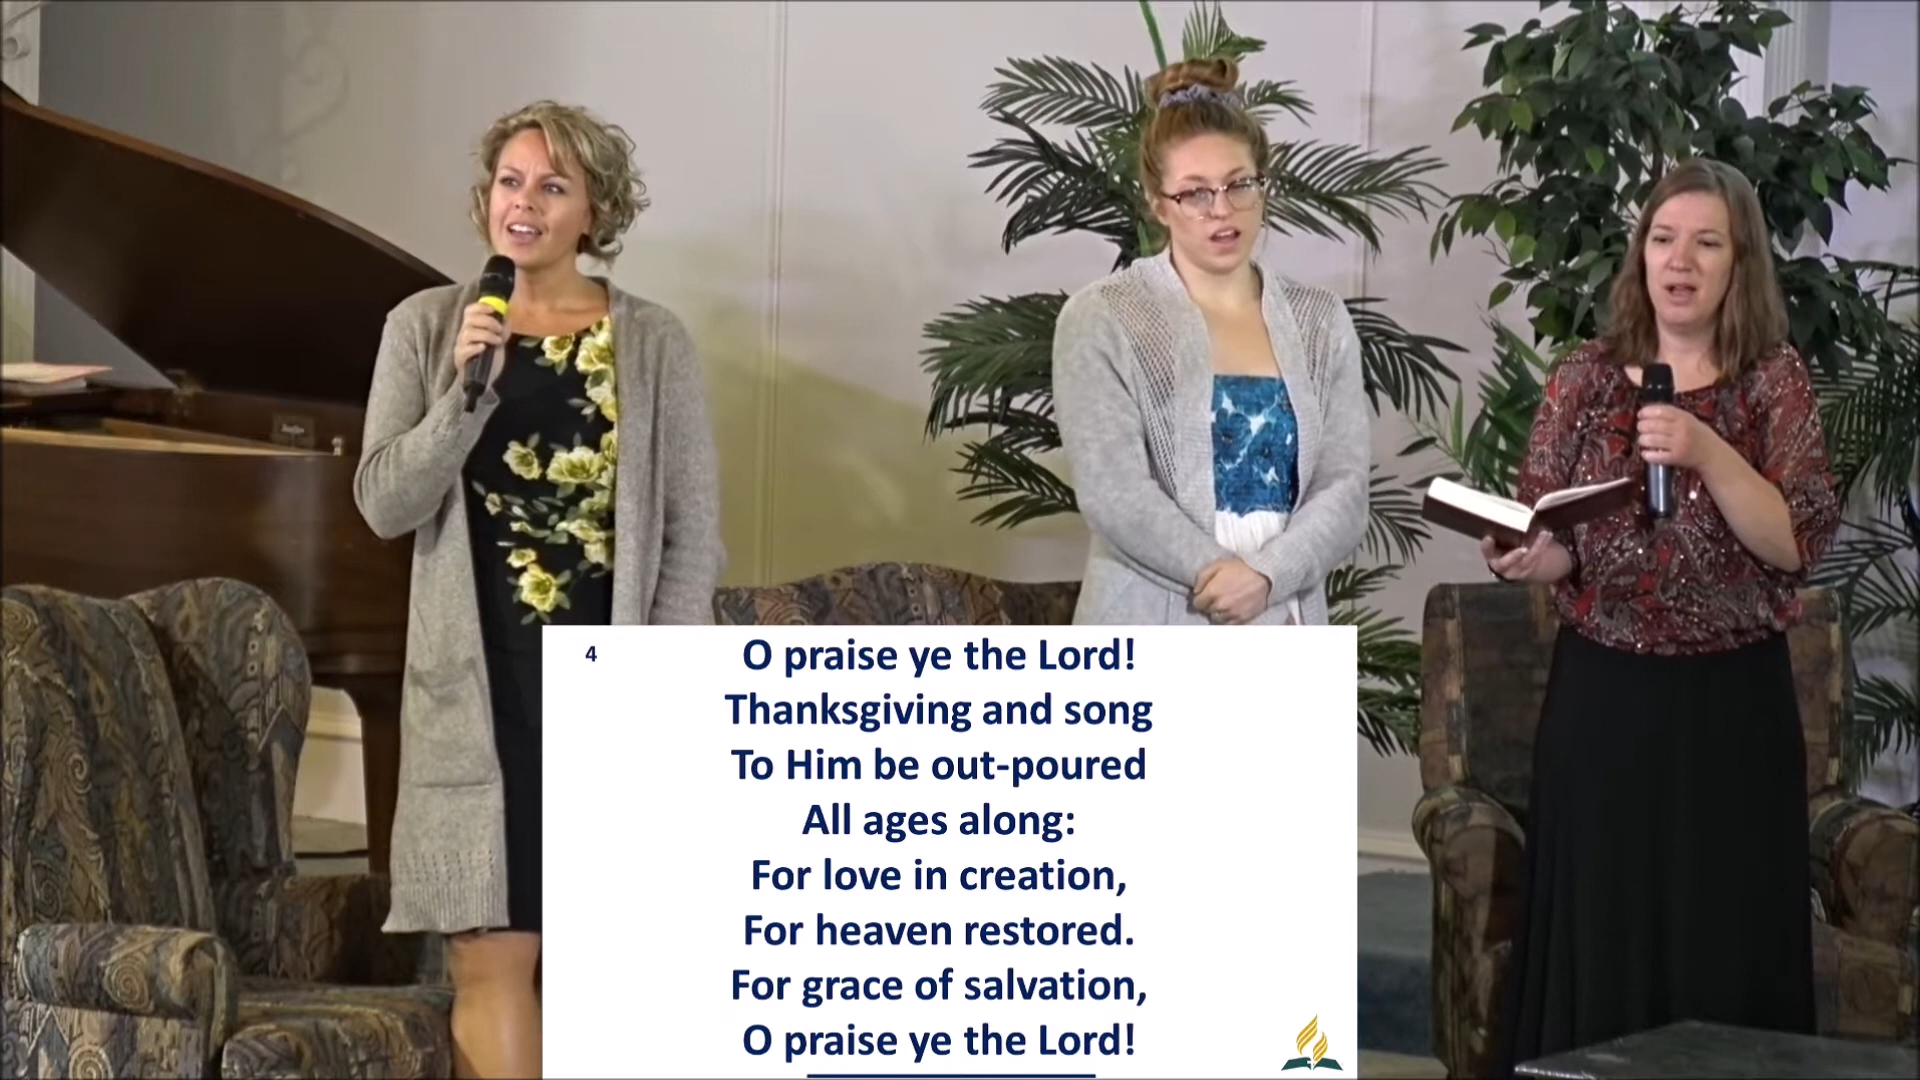 4
O praise ye the Lord!
Thanksgiving and song
To Him be out-poured
All ages along:
For love in creation,
For heaven restored.
For grace of salvation,
O praise ye the Lord!